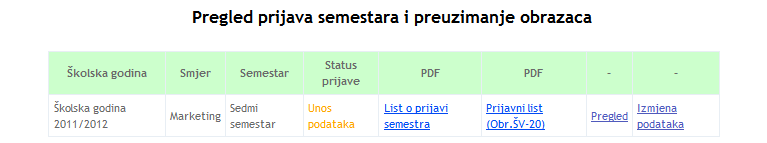 Pregled prijava semestara i preuzimanje obrazaca
Školska godina Smjer Semestar Status prijave PDF PDF - -
Školska godina 2011/2012 Marketing Sedmi semestar Unos podataka List o prijavi semestra Prijavni list (Obr.ŠV-20) Pregled Izmjena podataka